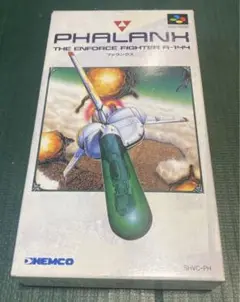 PHALANX
THE ENFORCE FIGHTER A-144
ファランクス
KEMCO
SHVC-PH